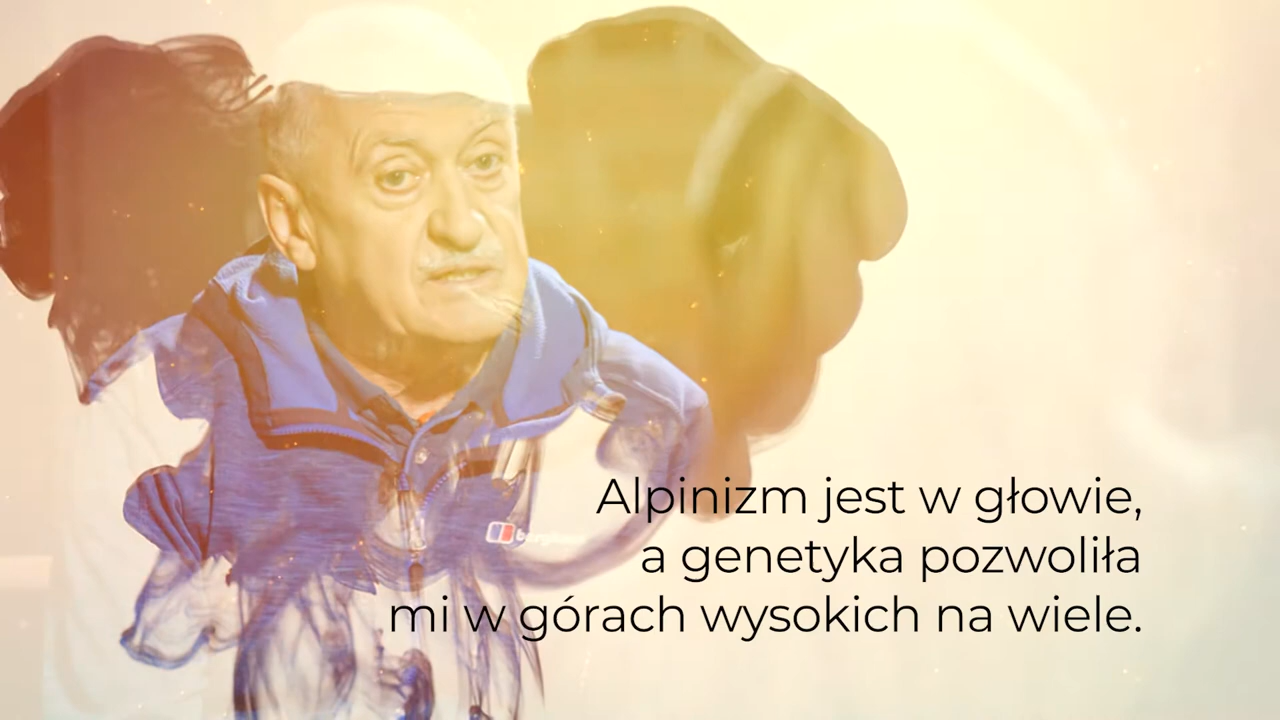 Alpinizm jest w głowie,
a genetyka pozwoliła
mi w górach wysokich na wiele.